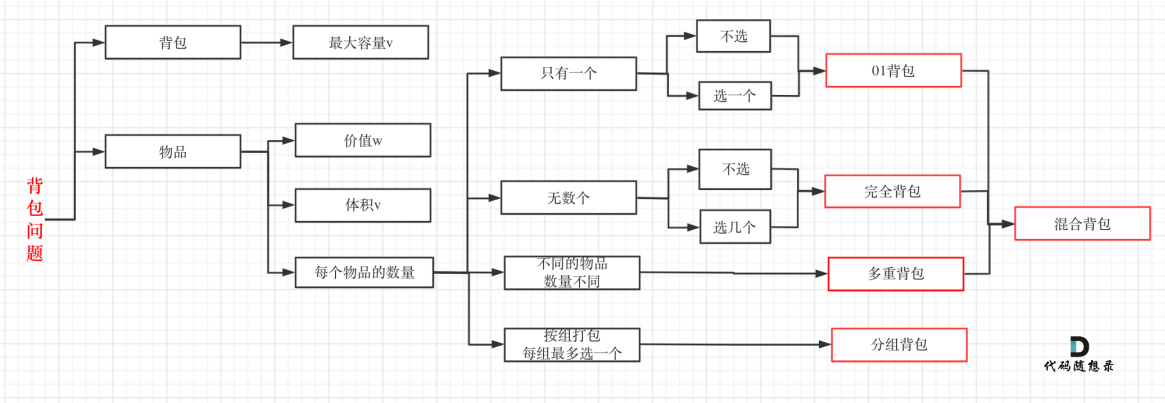 背
包
问
题
背包
最大容量v
物品
价值w
体积v
每个物品的数量
只有一个
不选
选一个
01背包
无数个
不选
选几个
完全背包
不同的物品
数量不同
多重背包
按组打包
每组最多选一个
分组背包
混合背包
代码随想录